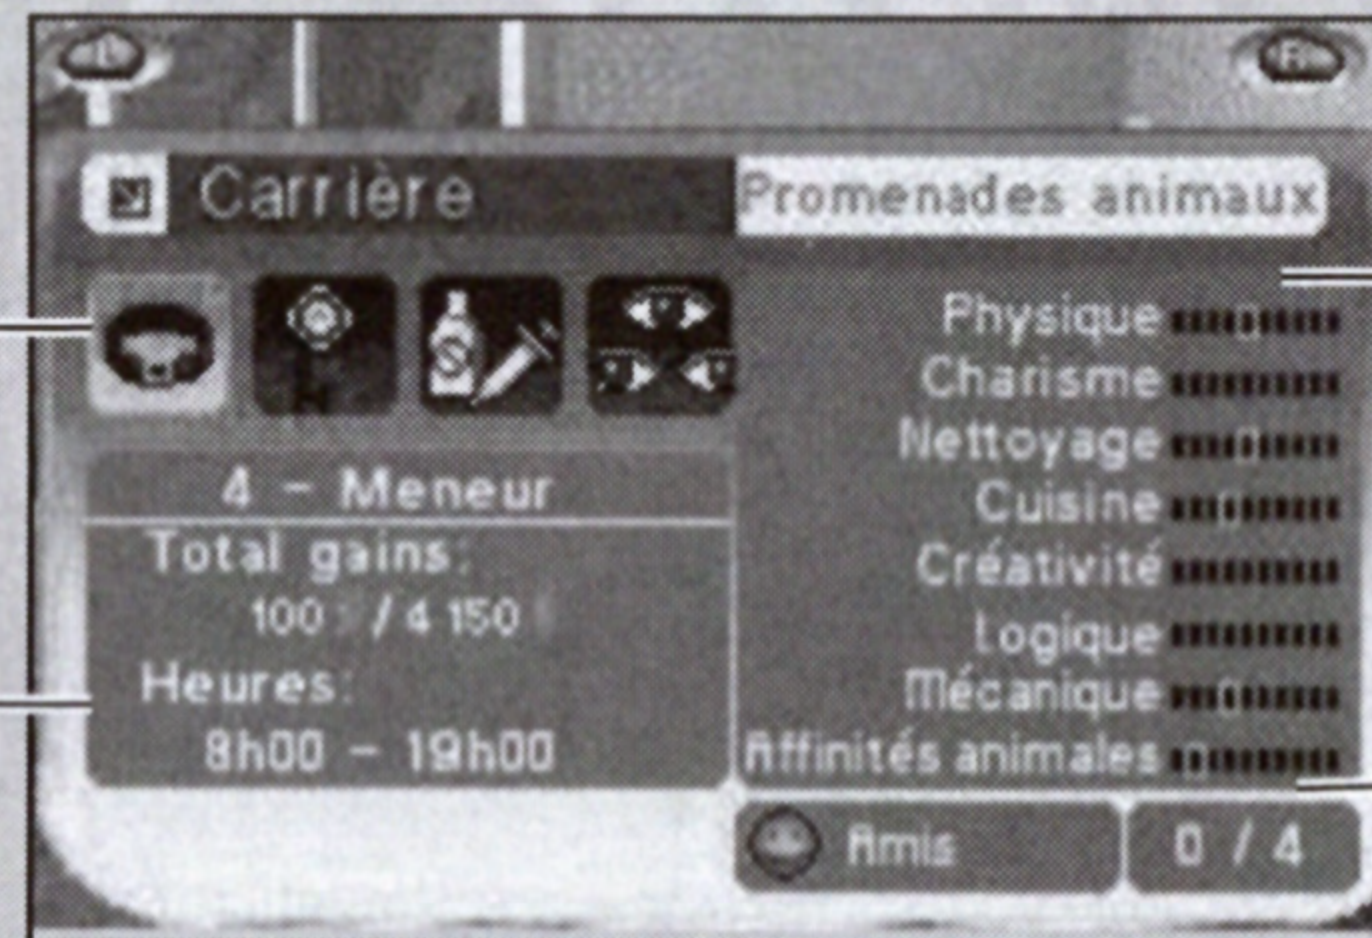 L
R
Carrière
Promenades animaux
4 - Meneur
Total gains:
100 / 4 150
Heures:
8h00 - 19h00
Physique
Charisme
Nettoyage
Cuisine
Créativité
Logique
Mécanique
Affinités animales
Amis
0 / 4